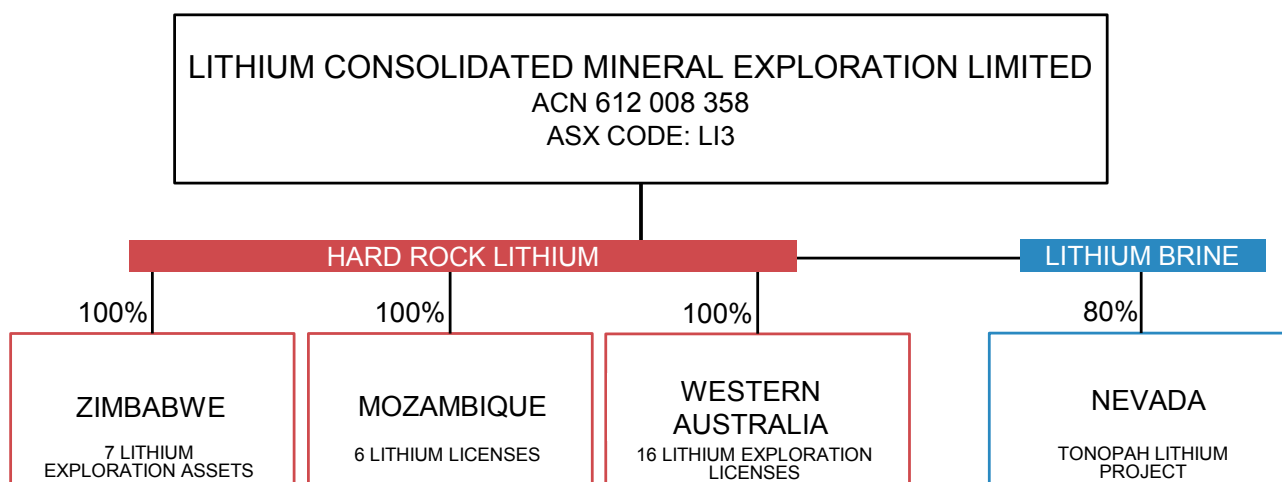 LITHIUM CONSOLIDATED MINERAL EXPLORATION LIMITED
ACN 612 008 358
ASX CODE: LI3
HARD ROCK LITHIUM
LITHIUM BRINE
100%
100%
100%
80%
ZIMBABWE
7 LITHIUM
EXPLORATION ASSETS
MOZAMBIQUE
6 LITHIUM LICENSES
WESTERN
AUSTRALIA
16 LITHIUM EXPLORATION
LICENSES
NEVADA
TONOPAH LITHIUM
PROJECT